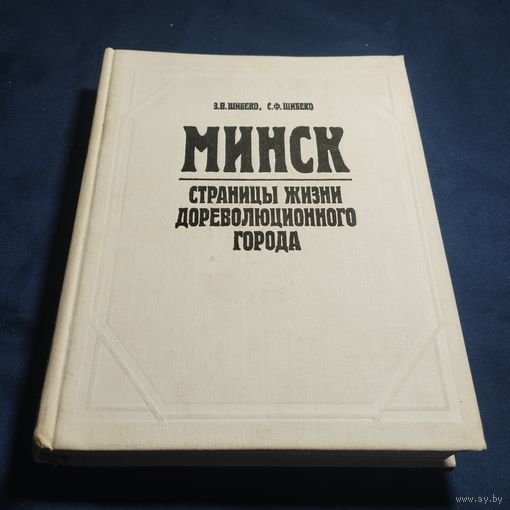 З.В. ШИБЕКО, С.Ф. ШИБЕКО
МИНСК
СТРАНИЦЫ ЖИЗНИ
ДОРЕВОЛЮЦИОННОГО
ГОРОДА
www.ay.by